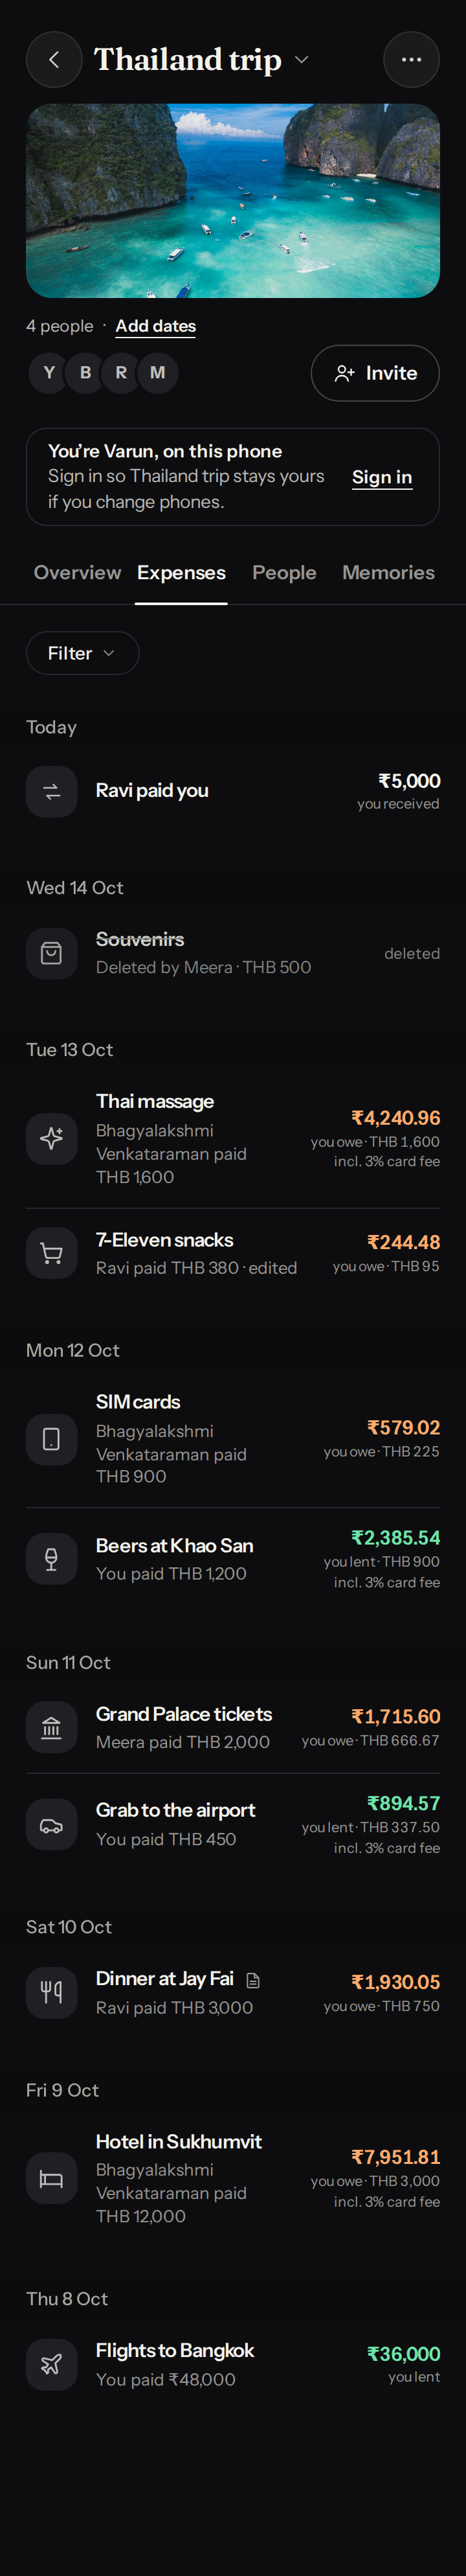 Thailand trip
4 people · Add dates
Y B R M
Invite
You're Varun, on this phone
Sign in so Thailand trip stays yours
if you change phones.
Sign in
Overview Expenses People Memories
Filter
Today
Ravi paid you
₹5,000
you received
Wed 14 Oct
Souvenirs
Deleted by Meera · THB 500
deleted
Tue 13 Oct
Thai massage
Bhagyalakshmi
Venkataraman paid
THB 1,600
₹4,240.96
you owe · THB 1,600
incl. 3% card fee
7-Eleven snacks
Ravi paid THB 380 · edited
₹244.48
you owe · THB 95
Mon 12 Oct
SIM cards
Bhagyalakshmi
Venkataraman paid
THB 900
₹579.02
you owe · THB 225
Beers at Khao San
You paid THB 1,200
₹2,385.54
you lent · THB 900
incl. 3% card fee
Sun 11 Oct
Grand Palace tickets
Meera paid THB 2,000
₹1,715.60
you owe · THB 666.67
Grab to the airport
You paid THB 450
₹894.57
you lent · THB 337.50
incl. 3% card fee
Sat 10 Oct
Dinner at Jay Fai
Ravi paid THB 3,000
₹1,930.05
you owe · THB 750
Fri 9 Oct
Hotel in Sukhumvit
Bhagyalakshmi
Venkataraman paid
THB 12,000
₹7,951.81
you owe · THB 3,000
incl. 3% card fee
Thu 8 Oct
Flights to Bangkok
You paid ₹48,000
₹36,000
you lent